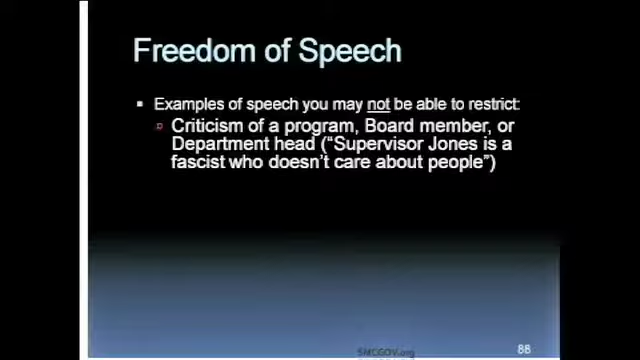 Freedom of Speech
Examples of speech you may not be able to restrict:
Criticism of a program, Board member, or
Department head (“Supervisor Jones is a
fascist who doesn’t care about people”)
SMCGOV.org
88